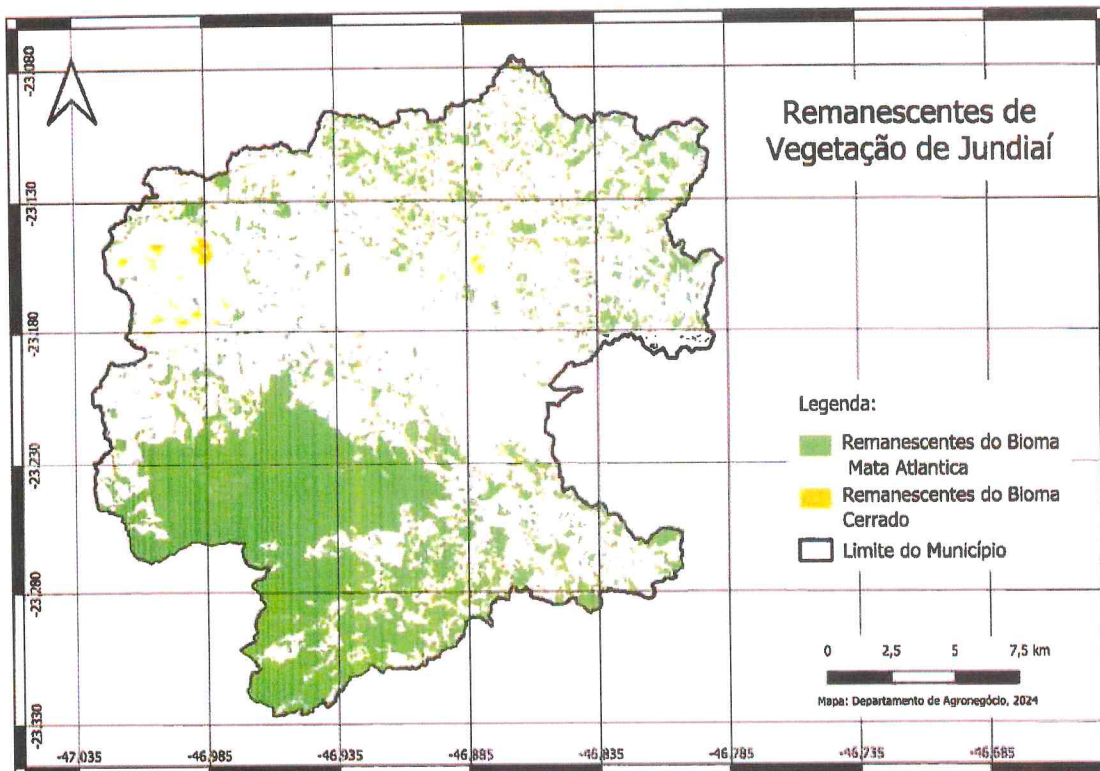 Remanescentes de
Vegetação de Jundiaí
-23.080
-23.130
-23.180
-23.230
-23.280
-23.330
Legenda:
Remanescentes do Bioma
Mata Atlantica
Remanescentes do Bioma
Cerrado
Limite do Município
0 2,5 5 7,5 km
Mapa: Departamento de Agronegócio, 2024
-47.035 -46.985 -46.935 -46.885 -46.835 -46.785 -46.735 -46.685